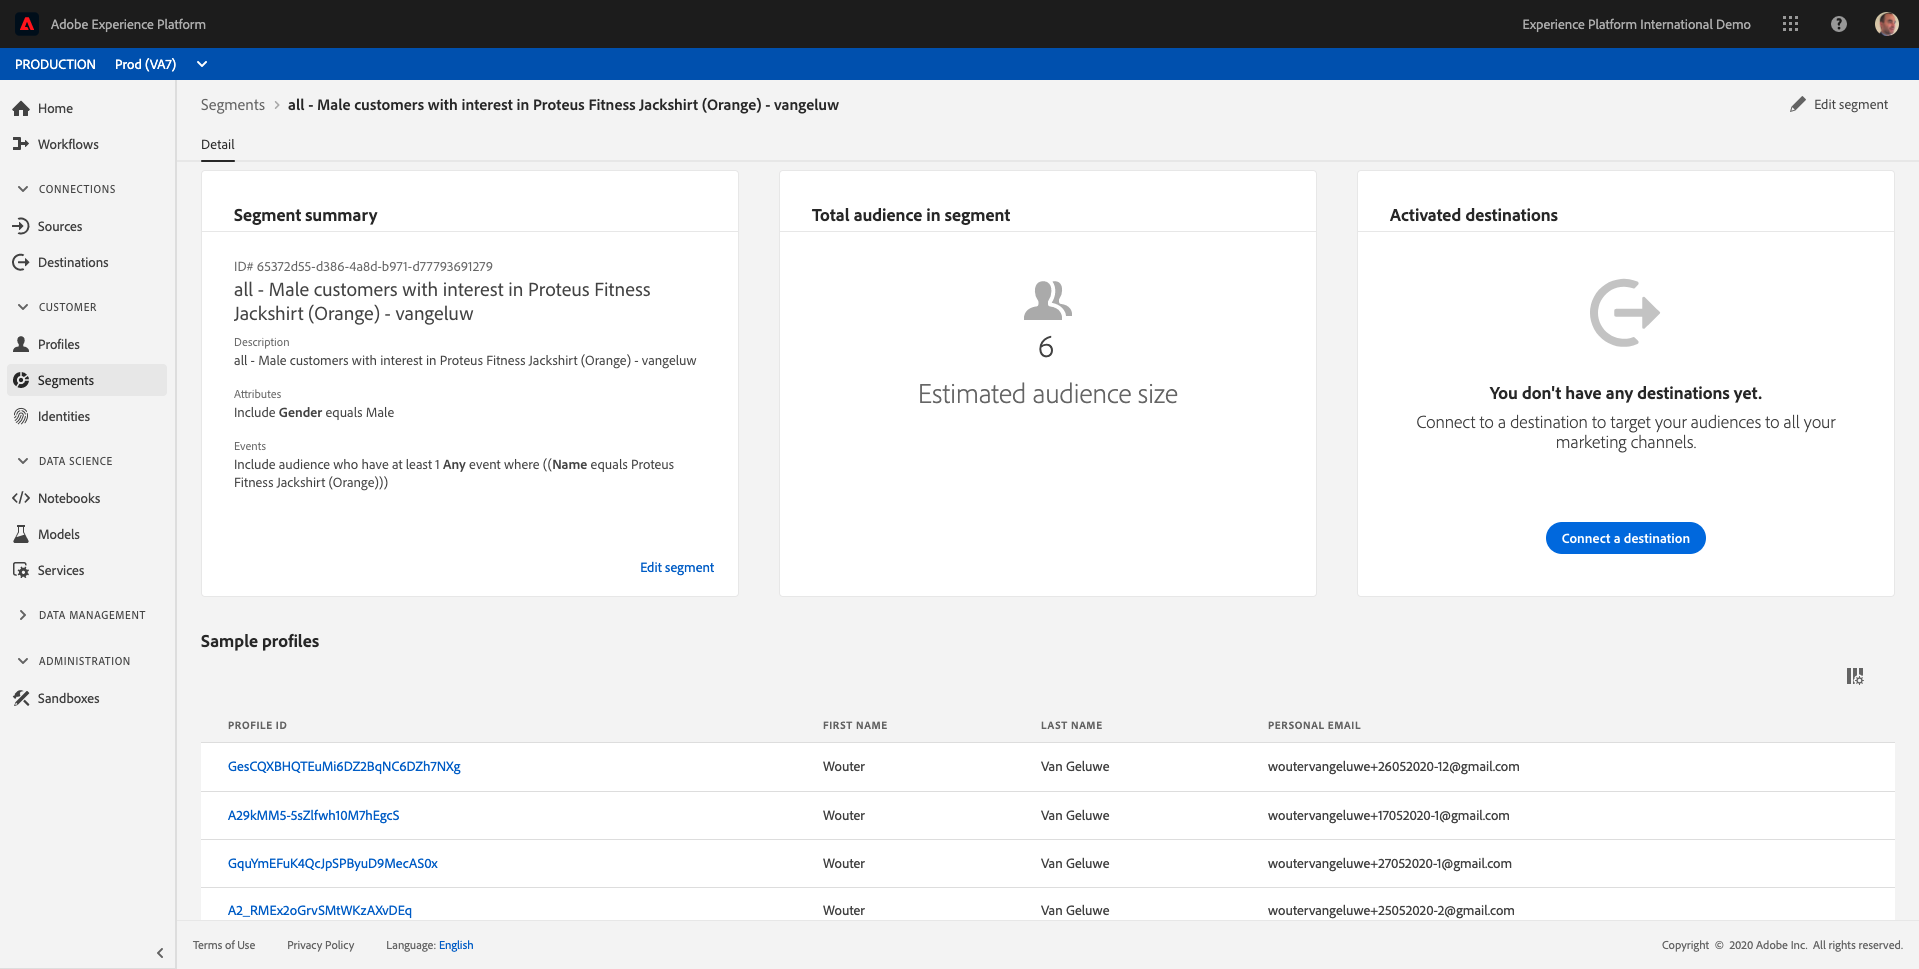 Adobe Experience Platform
Experience Platform International Demo
PRODUCTION Prod (VA7)
Home
Workflows
CONNECTIONS
Sources
Destinations
CUSTOMER
Profiles
Segments
Identities
DATA SCIENCE
Notebooks
Models
Services
DATA MANAGEMENT
ADMINISTRATION
Sandboxes
Segments > all - Male customers with interest in Proteus Fitness Jackshirt (Orange) - vangeluw
Edit segment
Detail
Segment summary
ID# 65372d55-d386-4a8d-b971-d77793691279
all - Male customers with interest in Proteus Fitness
Jackshirt (Orange) - vangeluw
Description
all - Male customers with interest in Proteus Fitness Jackshirt (Orange) - vangeluw
Attributes
Include Gender equals Male
Events
Include audience who have at least 1 Any event where ((Name equals Proteus
Fitness Jackshirt (Orange)))
Edit segment
Total audience in segment
6
Estimated audience size
Activated destinations
You don't have any destinations yet.
Connect to a destination to target your audiences to all your
marketing channels.
Connect a destination
Sample profiles
PROFILE ID FIRST NAME LAST NAME PERSONAL EMAIL
GesCQXBHQTEuMi6DZ2BqNC6DZh7NXg Wouter Van Geluwe woutervangeluwe+26052020-12@gmail.com
A29kMM5-5sZlfwh10M7hEgcS Wouter Van Geluwe woutervangeluwe+17052020-1@gmail.com
GquYmEFuK4QcJpSPByuD9MecAS0x Wouter Van Geluwe woutervangeluwe+27052020-1@gmail.com
A2_RMEx2oGrvSMtWKzAXvDEq Wouter Van Geluwe woutervangeluwe+25052020-2@gmail.com
Terms of Use Privacy Policy Language: English
Copyright © 2020 Adobe Inc. All rights reserved.